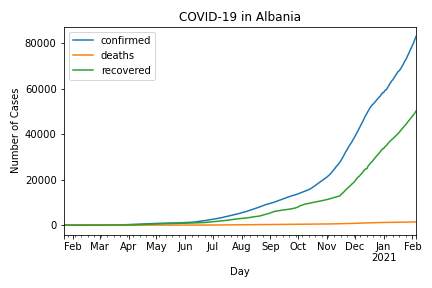 COVID-19 in Albania
confirmed
deaths
recovered
Number of Cases
80000
60000
40000
20000
0
Feb Mar Apr May Jun Jul Aug Sep Oct Nov Dec Jan Feb
2021
Day